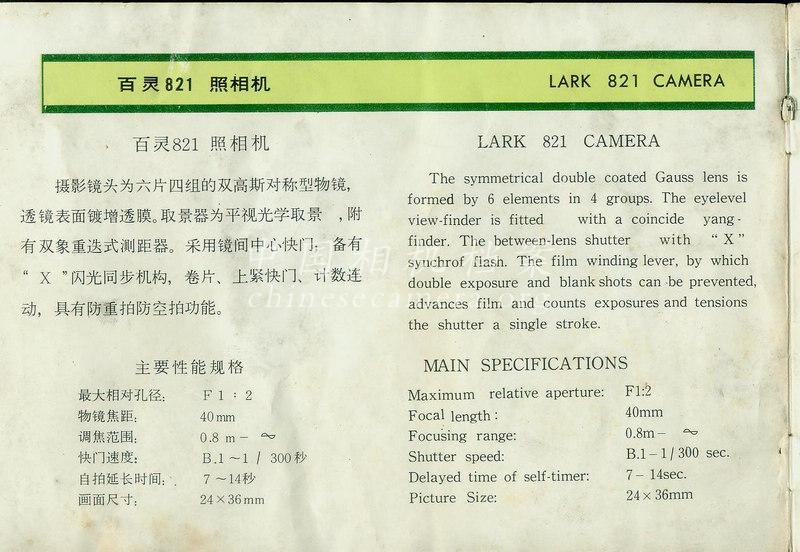 百灵821 照相机
LARK 821 CAMERA
百灵821 照相机
摄影镜头为六片四组的双高斯对称型物镜,
透镜表面镀增透膜。取景器为平视光学取景 , 附
有双象重迭式测距器。采用镜间中心快门; 备有
“ X ”闪光同步机构, 卷片、上紧快门、计数连
动, 具有防重拍防空拍功能。
主要性能规格
最大相对孔径: F 1 : 2
物镜焦距: 40mm
调焦范围: 0.8 m - ∞
快门速度: B.1~1 / 300秒
自拍延长时间: 7~14秒
画面尺寸: 24×36mm
LARK 821 CAMERA
The symmetrical double coated Gauss lens is
formed by 6 elements in 4 groups. The eyelevel
view-finder is fitted with a coincide yang-
finder. The between-lens shutter with “X”
synchrof flash. The film winding lever, by which
double exposure and blank shots can be prevented,
advances film and counts exposures and tensions
the shutter a single stroke.
MAIN SPECIFICATIONS
Maximum relative aperture: F1:2
Focal length: 40mm
Focusing range: 0.8m- ∞
Shutter speed: B.1-1/300 sec.
Delayed time of self-timer: 7-14sec.
Picture Size: 24×36mm
中国相机档案
chinesecamera.org